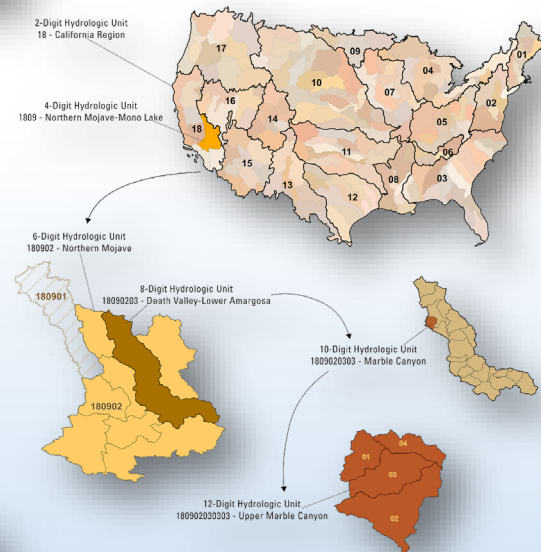 2-Digit Hydrologic Unit
18 - California Region
4-Digit Hydrologic Unit
1809 - Northern Mojave-Mono Lake
17
09
01
04
10
07
02
16
18
14
05
11
06
15
13
12
08
03
6-Digit Hydrologic Unit
180902 - Northern Mojave
8-Digit Hydrologic Unit
18090203 - Death Valley-Lower Amargosa
180901
180902
10-Digit Hydrologic Unit
1809020303 - Marble Canyon
04
01
03
02
12-Digit Hydrologic Unit
180902030303 - Upper Marble Canyon